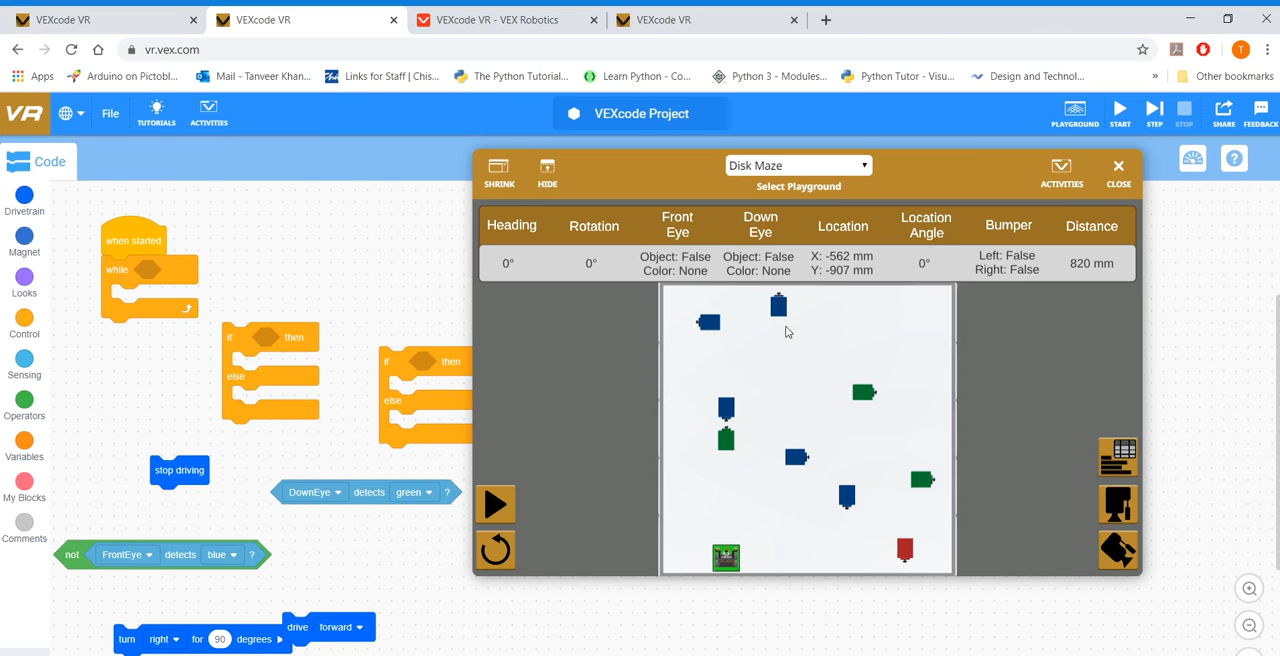 VEXcode VR
VEXcode VR
VEXcode VR - VEX Robotics
VEXcode VR
vr.vex.com
T
Apps
Arduino on Pictobl...
Mail - Tanveer Khan...
Links for Staff | Chis...
The Python Tutorial...
Learn Python - Co...
Python 3 - Modules...
Python Tutor - Visu...
Design and Technol...
»
Other bookmarks
VR
File
TUTORIALS
ACTIVITIES
VEXcode Project
PLAYGROUND
START
STEP
STOP
SHARE
FEEDBACK
Code
Drivetrain
Magnet
Looks
Control
Sensing
Operators
Variables
My Blocks
Comments
when started
while
if then
else
if then
else
stop driving
DownEye detects green ?
not FrontEye detects blue ?
turn right for 90 degrees
drive forward
SHRINK
HIDE
Disk Maze
Select Playground
ACTIVITIES
CLOSE
Heading
Rotation
Front Eye
Down Eye
Location
Location Angle
Bumper
Distance
0°
0°
Object: False
Color: None
Object: False
Color: None
X: -562 mm
Y: -907 mm
0°
Left: False
Right: False
820 mm